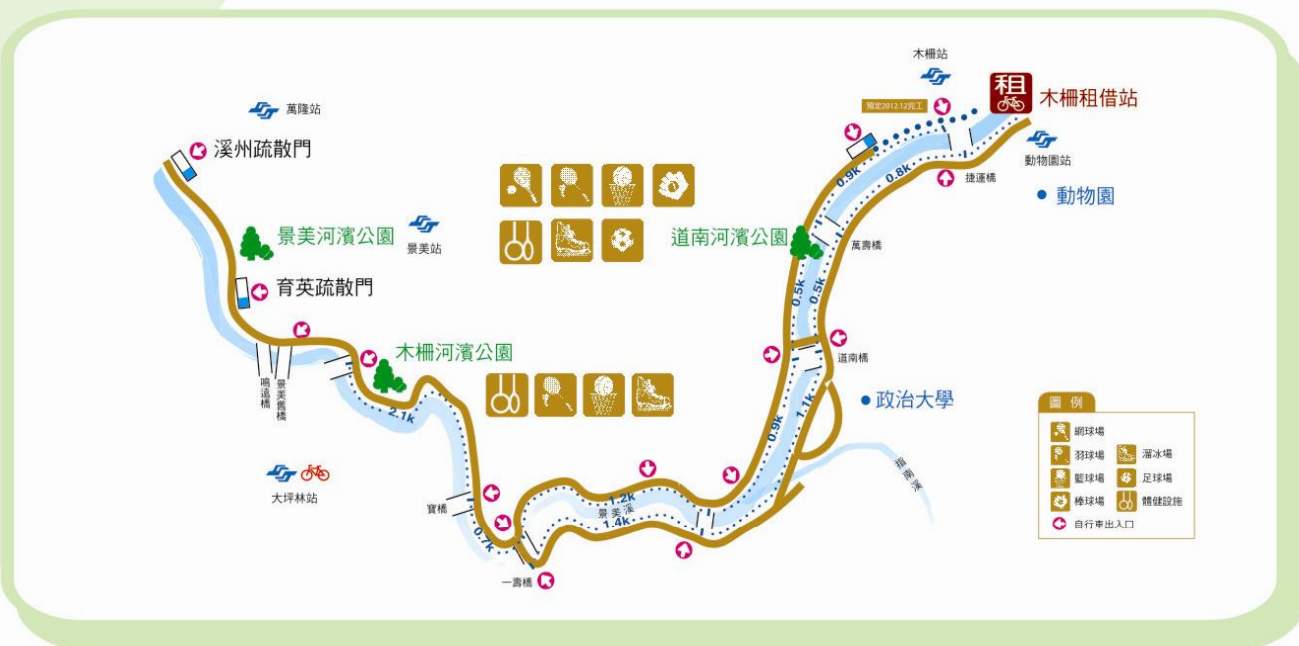 木柵站
租
木柵租借站
預定2012.12完工
萬隆站
溪州疏散門
動物園站
捷運橋
動物園
0.9k
0.8k
景美河濱公園
景美站
道南河濱公園
萬壽橋
育英疏散門
0.5k
0.5k
木柵河濱公園
道南橋
鳴遠橋
景美舊橋
2.1k
政治大學
1.1k
0.9k
圖例
網球場
羽球場
溜冰場
籃球場
足球場
棒球場
體健設施
自行車出入口
大坪林站
指南溪
寶橋
1.2k
景美溪
1.4k
0.7k
一壽橋